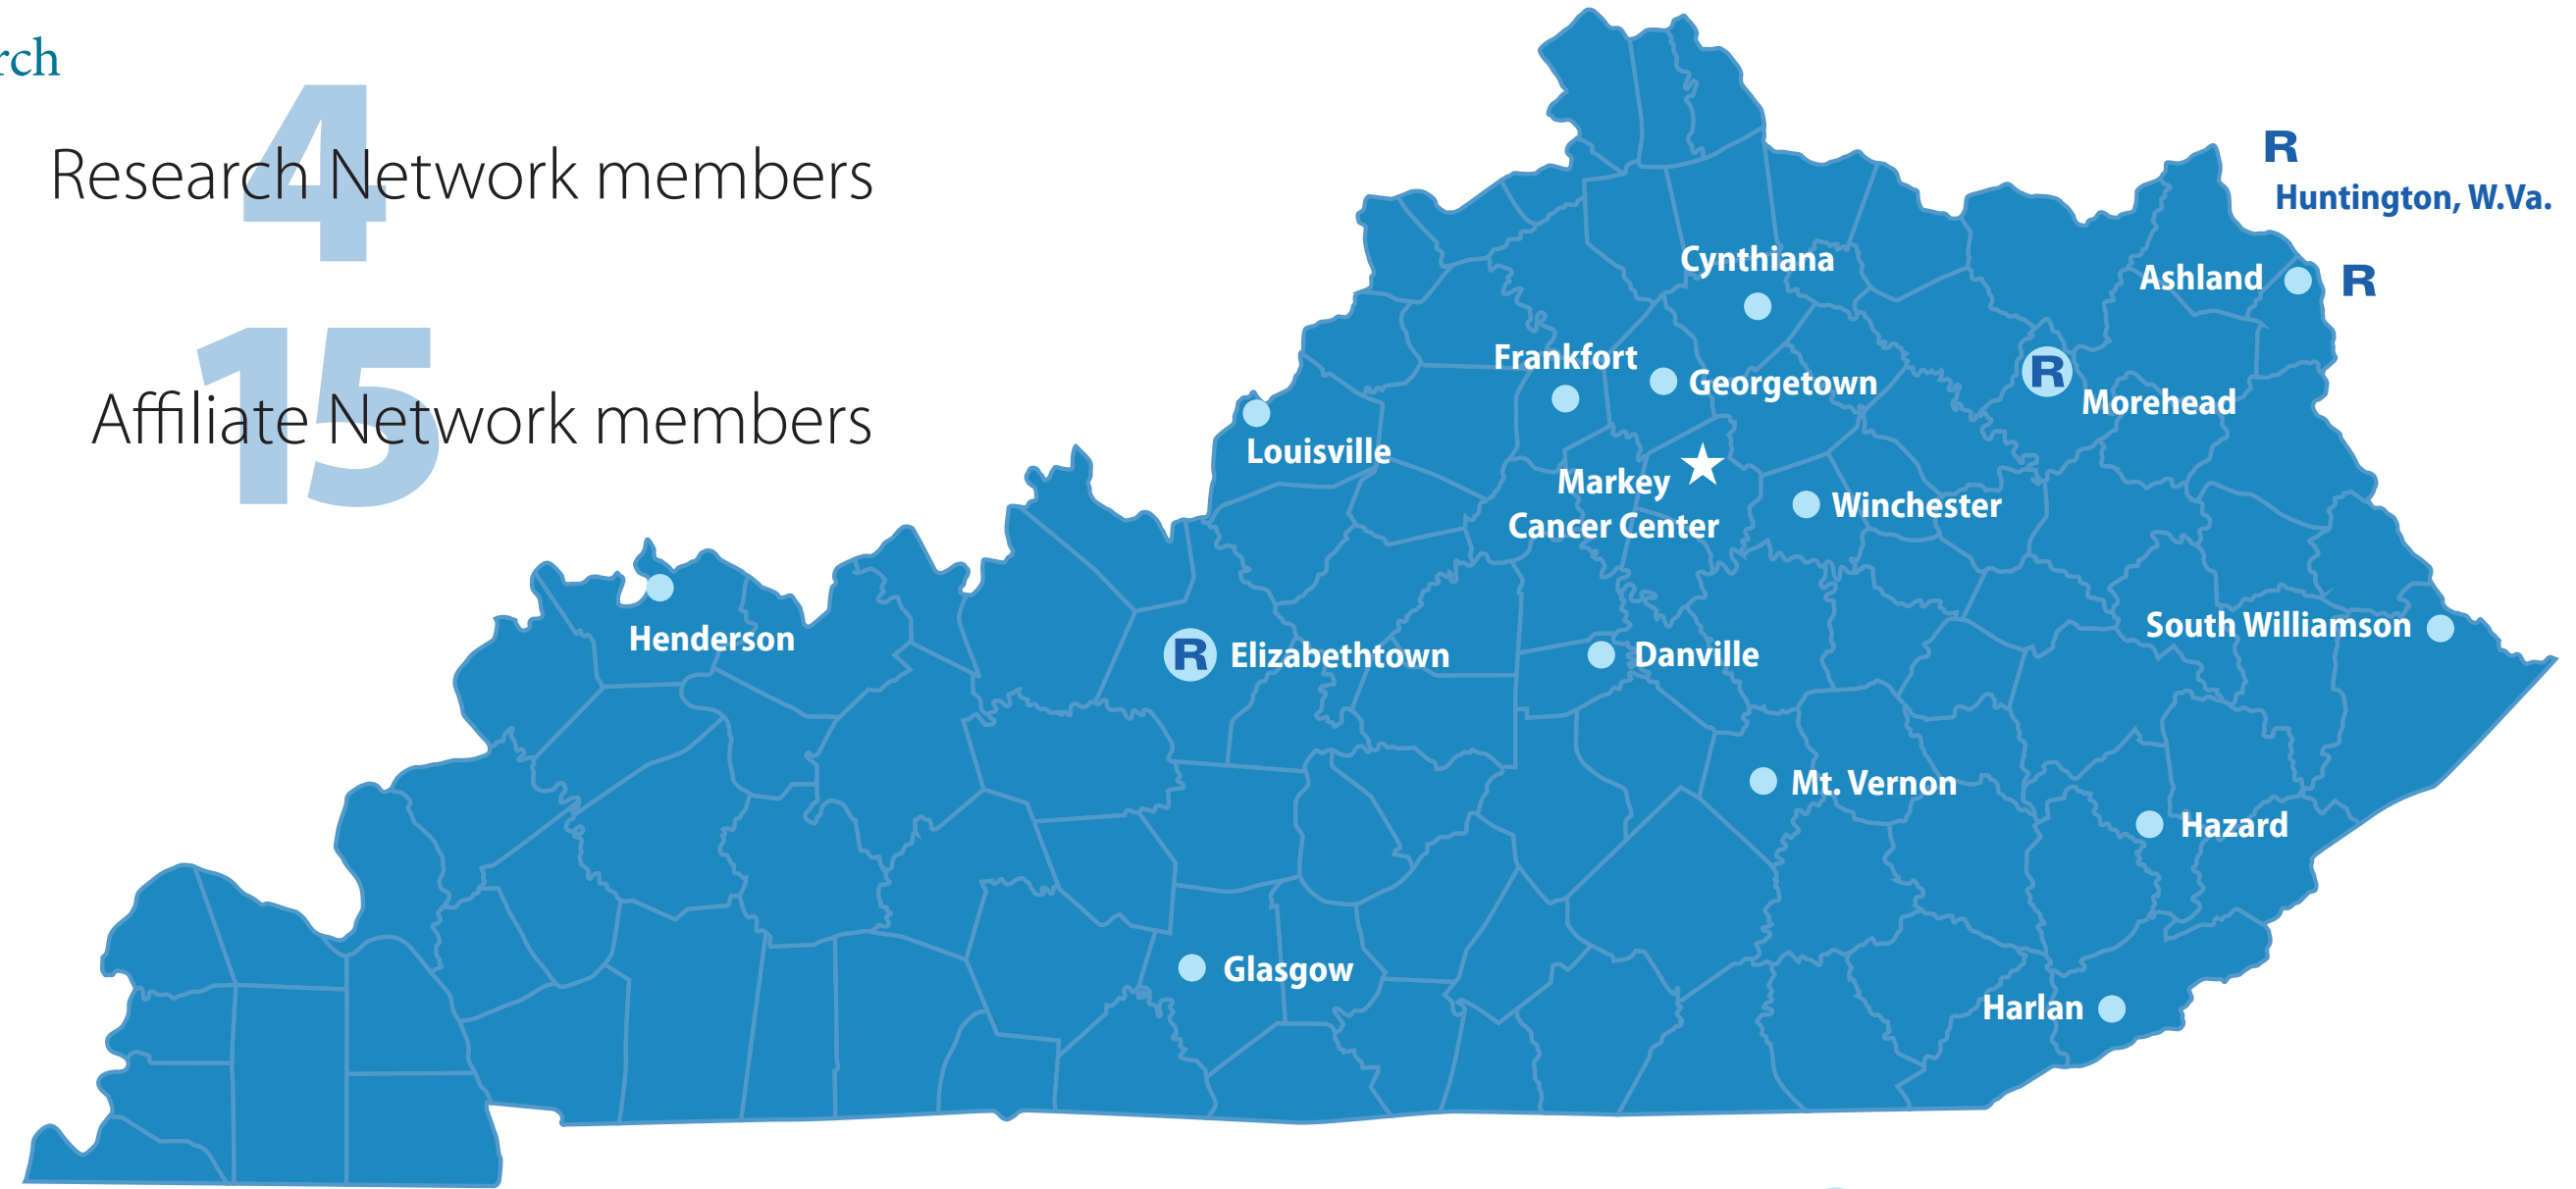 rch
4
Research Network members
15
Affiliate Network members
R
Huntington, W.Va.
Cynthiana
Ashland
R
Frankfort
Georgetown
R
Morehead
Louisville
Markey
Cancer Center
Winchester
Henderson
South Williamson
R
Elizabethtown
Danville
Mt. Vernon
Hazard
Glasgow
Harlan